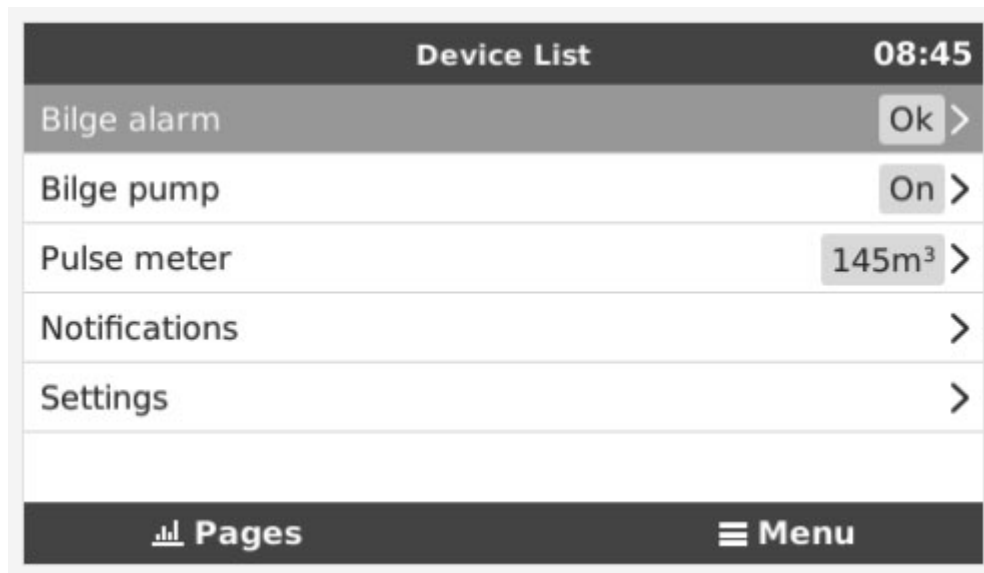 Device List 08:45
Bilge alarm Ok
Bilge pump On
Pulse meter 145m³
Notifications
Settings
Pages Menu